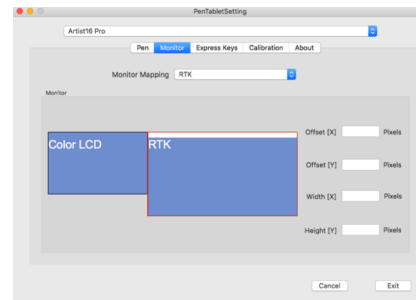 PenTabletSetting
Artist16 Pro
Pen Monitor Express Keys Calibration About
Monitor Mapping RTK
Monitor
Color LCD RTK
Offset [X] Pixels
Offset [Y] Pixels
Width [X] Pixels
Height [Y] Pixels
Cancel Exit